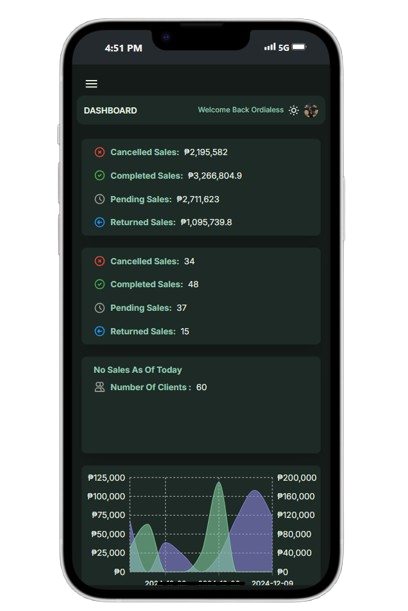 4:51 PM 5G
DASHBOARD Welcome Back Ordialess
Cancelled Sales: ₱2,195,582
Completed Sales: ₱3,266,804.9
Pending Sales: ₱2,711,623
Returned Sales: ₱1,095,739.8
Cancelled Sales: 34
Completed Sales: 48
Pending Sales: 37
Returned Sales: 15
No Sales As Of Today
Number Of Clients : 60
₱125,000 ₱200,000
₱100,000 ₱160,000
₱75,000 ₱120,000
₱50,000 ₱80,000
₱25,000 ₱40,000
₱0 ₱0
2024-12-09